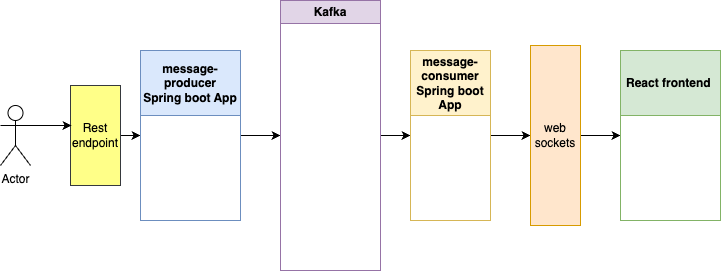 Kafka
message-
producer
Spring boot App
message-
consumer
Spring boot
App
React frontend
Rest
endpoint
web
sockets
Actor